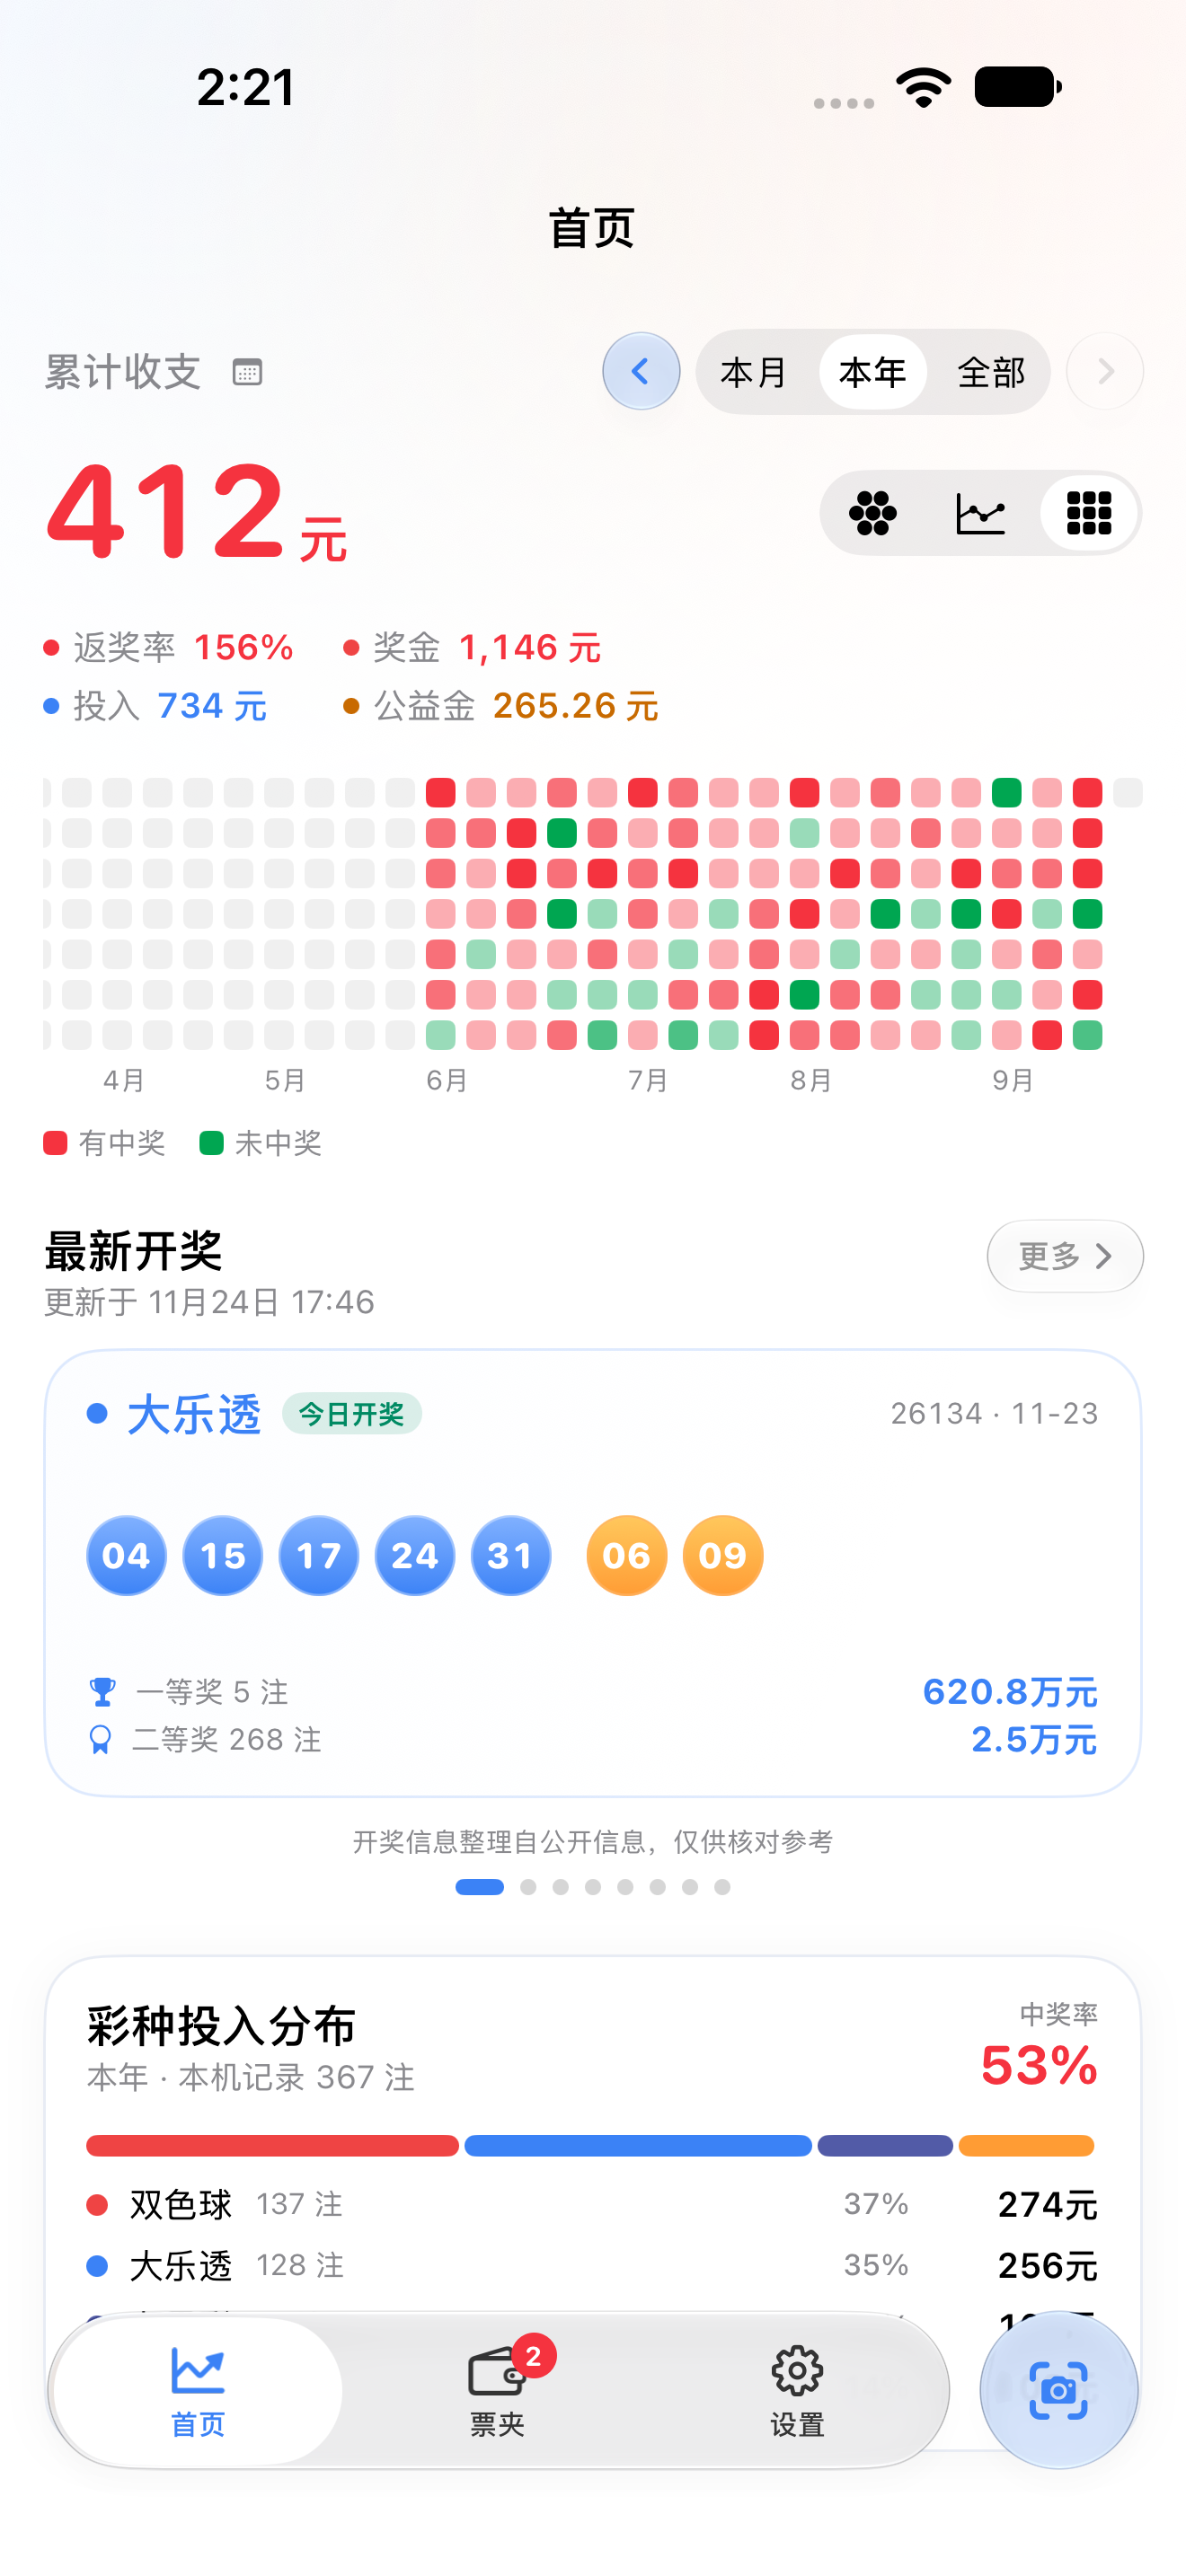 2:21
首页
累计收支
本月 本年 全部
412 元
返奖率 156% 奖金 1,146 元
投入 734 元 公益金 265.26 元
4月 5月 6月 7月 8月 9月
有中奖 未中奖
最新开奖 更多
更新于 11月24日 17:46
大乐透 今日开奖 26134 · 11-23
04 15 17 24 31 06 09
一等奖 5 注 620.8万元
二等奖 268 注 2.5万元
开奖信息整理自公开信息，仅供核对参考
彩种投入分布 中奖率
本年 · 本机记录 367 注 53%
双色球 137 注 37% 274元
大乐透 128 注 35% 256元
2
首页 票夹 设置